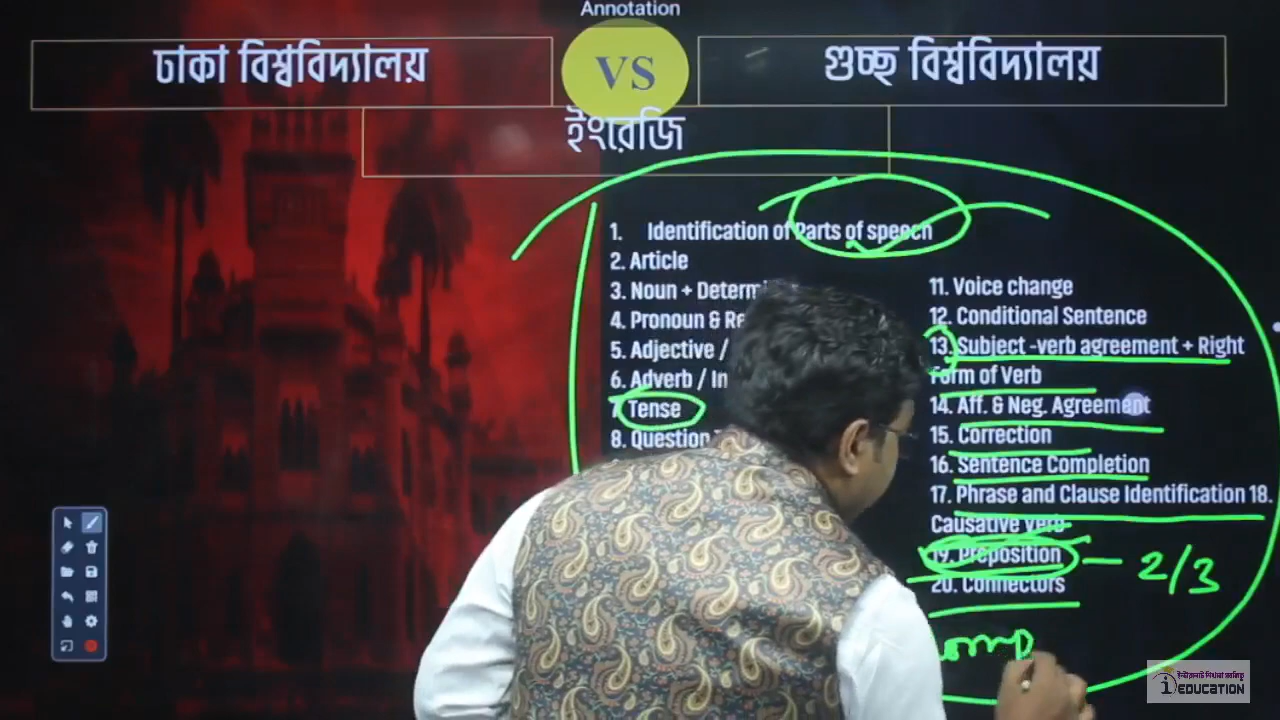 Annotation
ঢাকা বিশ্ববিদ্যালয়
VS
গুচ্ছ বিশ্ববিদ্যালয়
ইংরেজি
1. Identification of Parts of speech
2. Article
3. Noun +
4. Pronoun &
5. Adjective /
6. Adverb /
7. Tense
8. Question
11. Voice change
12. Conditional Sentence
13. Subject -verb agreement + Right
Form of Verb
14. Aff. & Neg. Agreement
15. Correction
16. Sentence Completion
17. Phrase and Clause Identification 18.
Causative verb
19. Preposition — 2/3
20. Connectors
EDUCATION